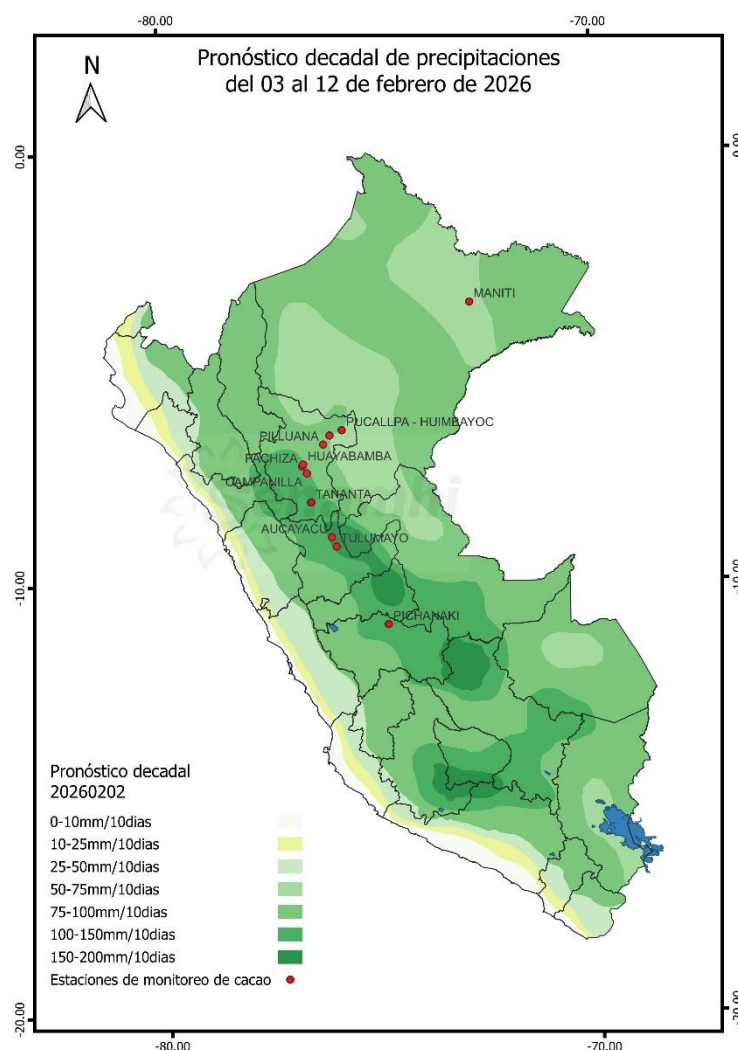 -80.00
-70.00
Pronóstico decadal de precipitaciones
del 03 al 12 de febrero de 2026
N
0.00
0.00
MANITI
PUCALLPA - HUIMBAYOC
PILLUANA
PACHIZA
HUAYABAMBA
CAMPANILLA
TANANTA
AUCAYACU
TULUMAYO
-10.00
-10.00
PICHANAKI
Pronóstico decadal
20260202
0-10mm/10dias
10-25mm/10dias
25-50mm/10dias
50-75mm/10dias
75-100mm/10dias
100-150mm/10dias
150-200mm/10dias
Estaciones de monitoreo de cacao
-20.00
-20.00
-80.00
-70.00